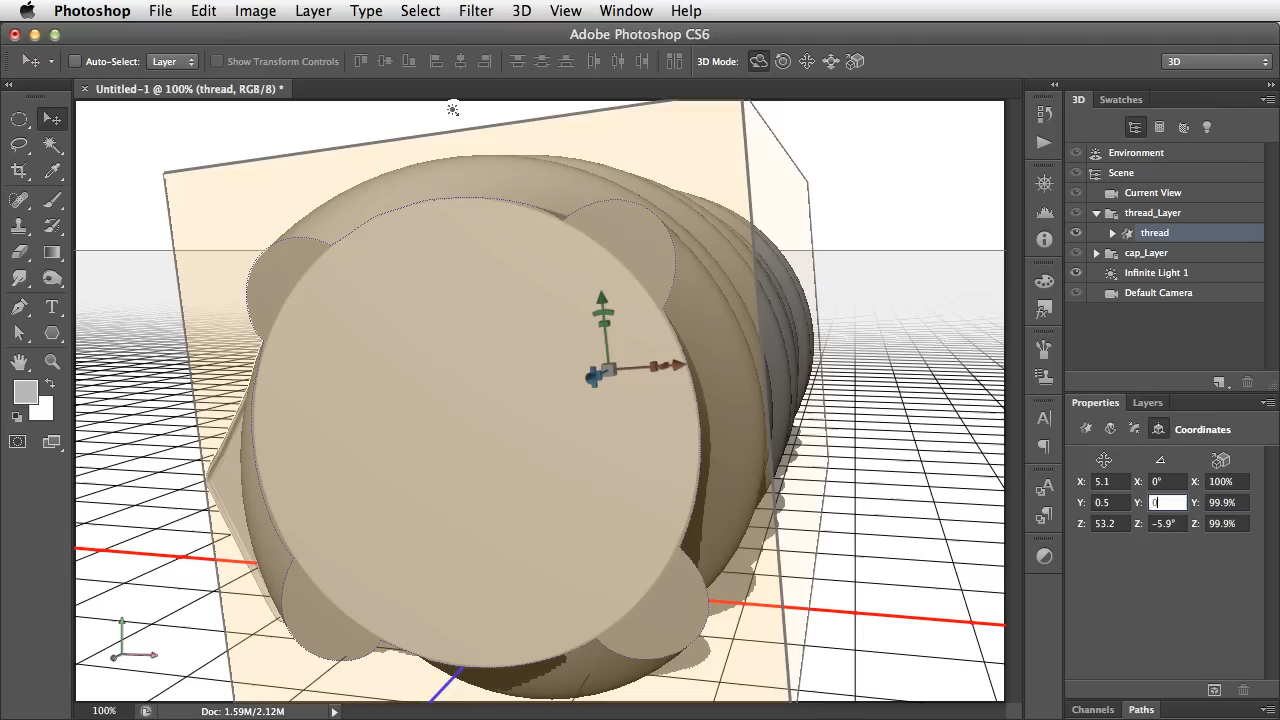 Photoshop File Edit Image Layer Type Select Filter 3D View Window Help
Adobe Photoshop CS6
Auto-Select: Layer Show Transform Controls 3D Mode: 3D
× Untitled-1 @ 100% (thread, RGB/8) *
3D Swatches
Environment
Scene
Current View
thread_Layer
thread
cap_Layer
Infinite Light 1
Default Camera
Properties Layers
Coordinates
X: 5.1 X: 0° X: 100%
Y: 0.5 Y: 0 Y: 99.9%
Z: 53.2 Z: -5.9° Z: 99.9%
100% Doc: 1.59M/2.12M
Channels Paths